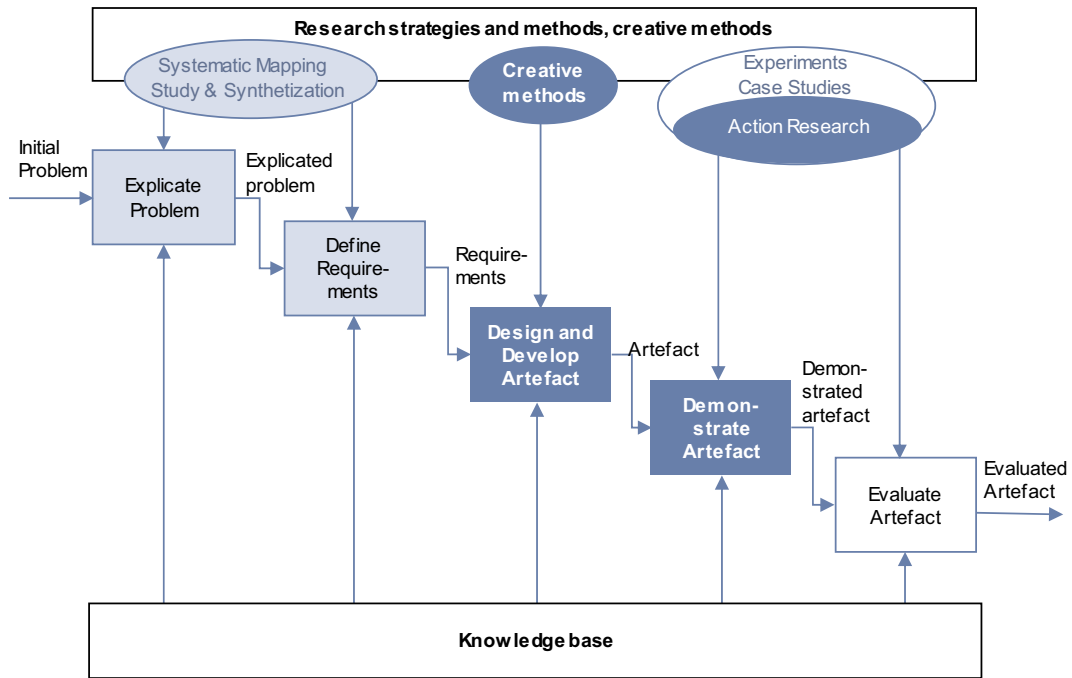 Research strategies and methods, creative methods
Systematic Mapping
Study & Synthetization
Creative
methods
Experiments
Case Studies
Action Research
Initial
Problem
Explicate
Problem
Explicated
problem
Define
Require-
ments
Require-
ments
Design and
Develop
Artefact
Artefact
Demon-
strate
Artefact
Demon-
strated
artefact
Evaluate
Artefact
Evaluated
Artefact
Knowledge base